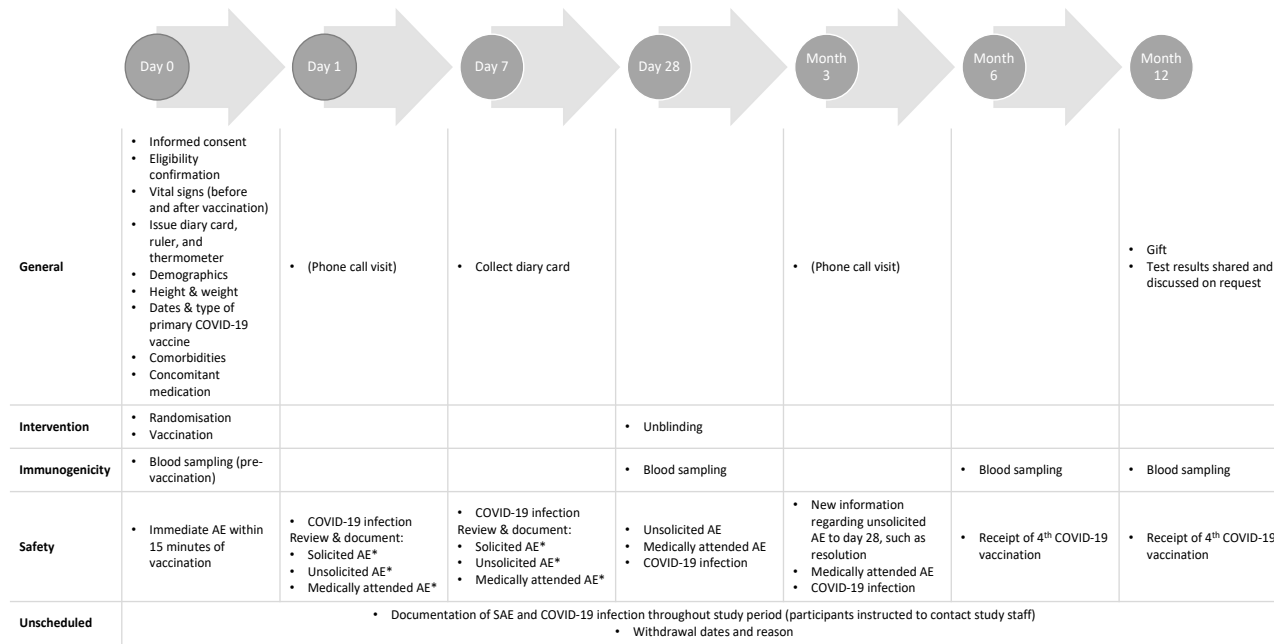 Day 0
Day 1
Day 7
Day 28
Month
3
Month
6
Month
12
General
• Informed consent
• Eligibility
confirmation
• Vital signs (before
and after vaccination)
• Issue diary card,
ruler, and
thermometer
• Demographics
• Height & weight
• Dates & type of
primary COVID-19
vaccine
• Comorbidities
• Concomitant
medication
• (Phone call visit)
• Collect diary card
• (Phone call visit)
• Gift
• Test results shared and
discussed on request
Intervention
• Randomisation
• Vaccination
• Unblinding
Immunogenicity
• Blood sampling (pre-
vaccination)
• Blood sampling
• Blood sampling
• Blood sampling
Safety
• Immediate AE within
15 minutes of
vaccination
• COVID-19 infection
Review & document:
• Solicited AE*
• Unsolicited AE*
• Medically attended AE*
• COVID-19 infection
Review & document:
• Solicited AE*
• Unsolicited AE*
• Medically attended AE*
• Unsolicited AE
• Medically attended AE
• COVID-19 infection
• New information
regarding unsolicited
AE to day 28, such as
resolution
• Medically attended AE
• COVID-19 infection
• Receipt of 4th COVID-19
vaccination
• Receipt of 4th COVID-19
vaccination
Unscheduled
• Documentation of SAE and COVID-19 infection throughout study period (participants instructed to contact study staff)
• Withdrawal dates and reason